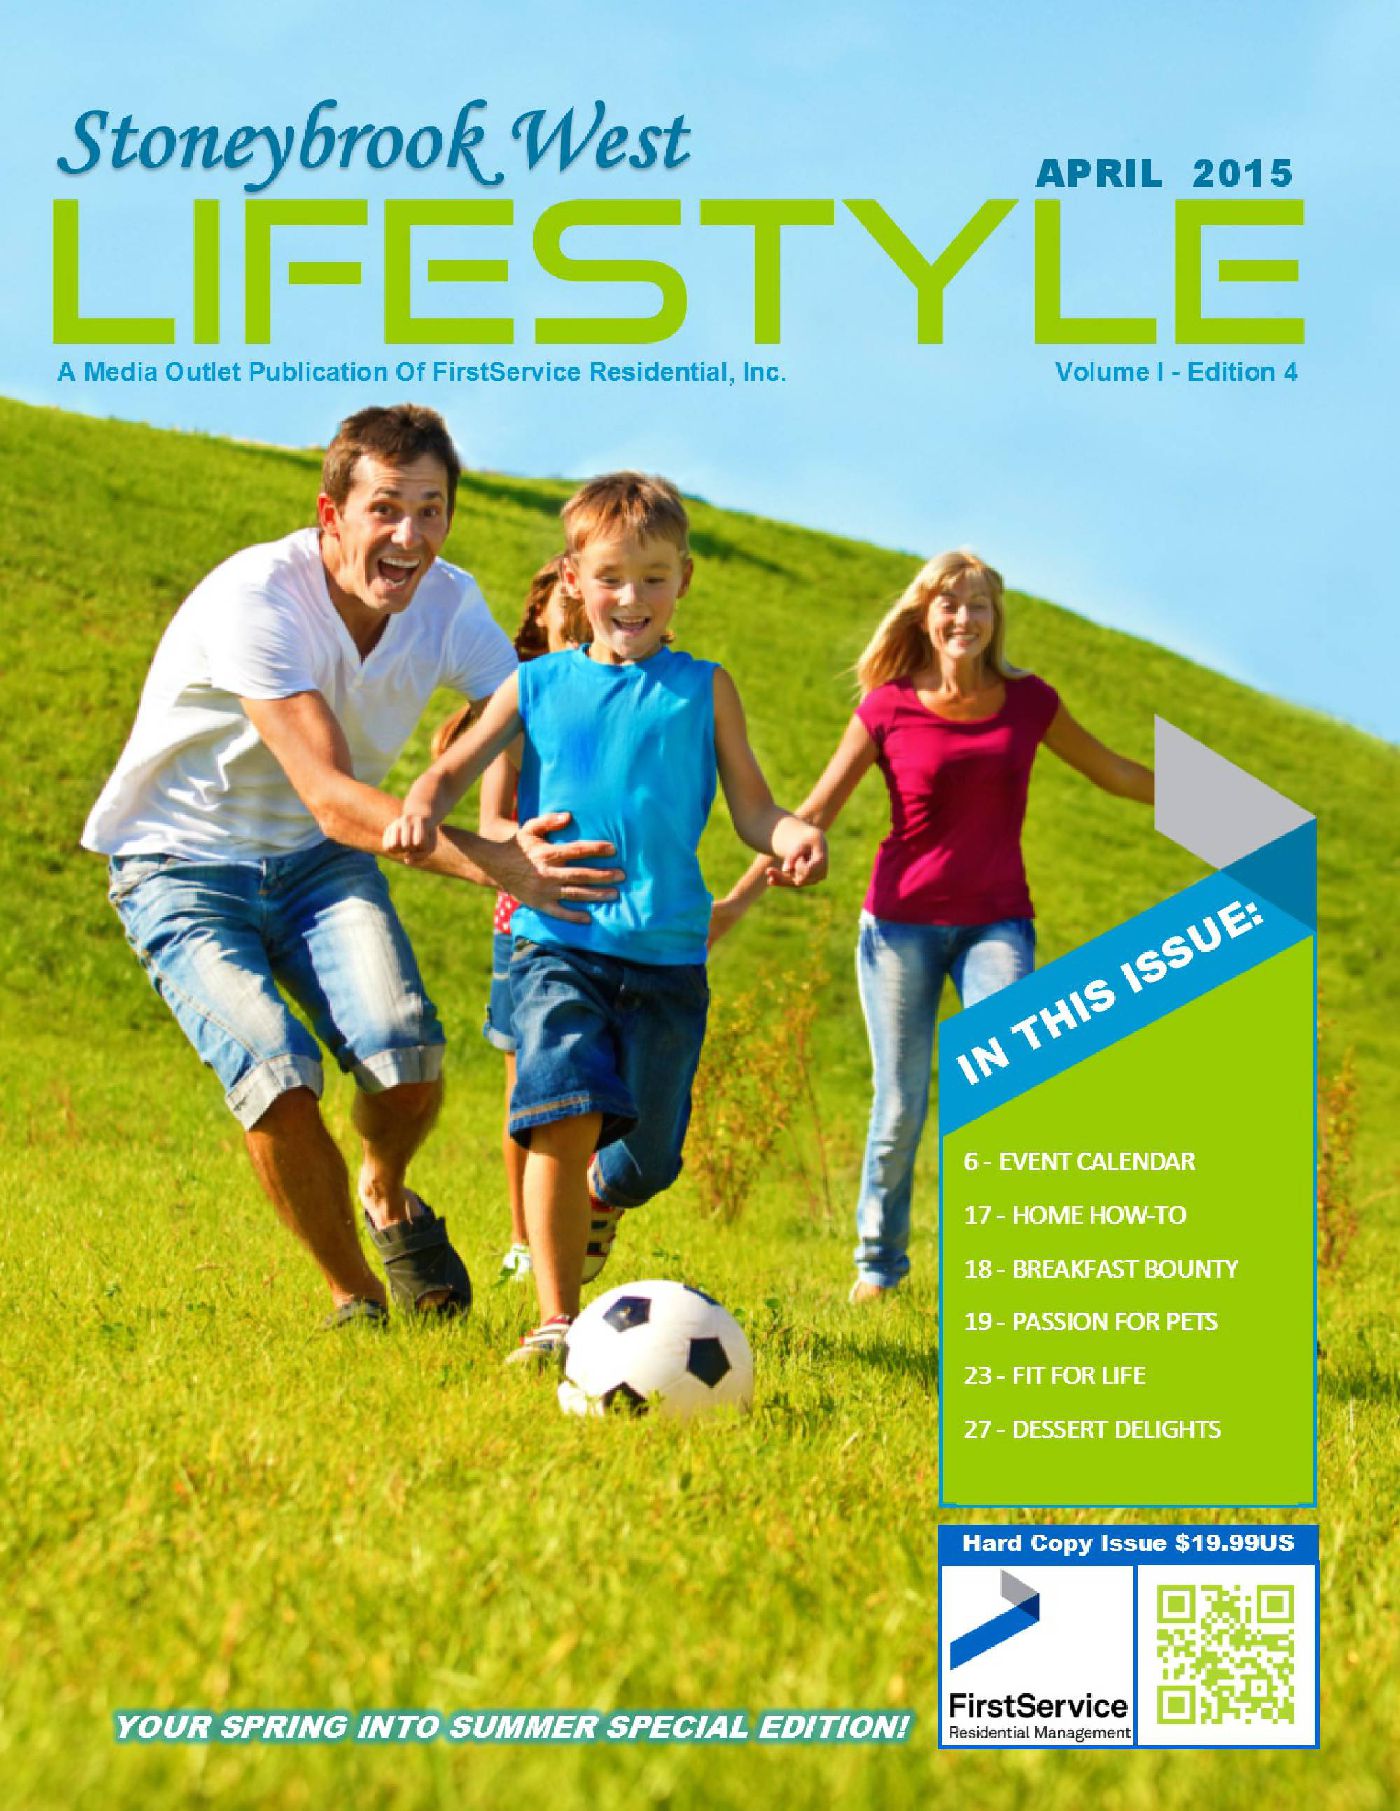 Stoneybrook West
APRIL 2015
LIFESTYLE
A Media Outlet Publication Of FirstService Residential, Inc.
Volume I - Edition 4
IN THIS ISSUE:
6 - EVENT CALENDAR
17 - HOME HOW-TO
18 - BREAKFAST BOUNTY
19 - PASSION FOR PETS
23 - FIT FOR LIFE
27 - DESSERT DELIGHTS
Hard Copy Issue $19.99US
FirstService
Residential Management
YOUR SPRING INTO SUMMER SPECIAL EDITION!